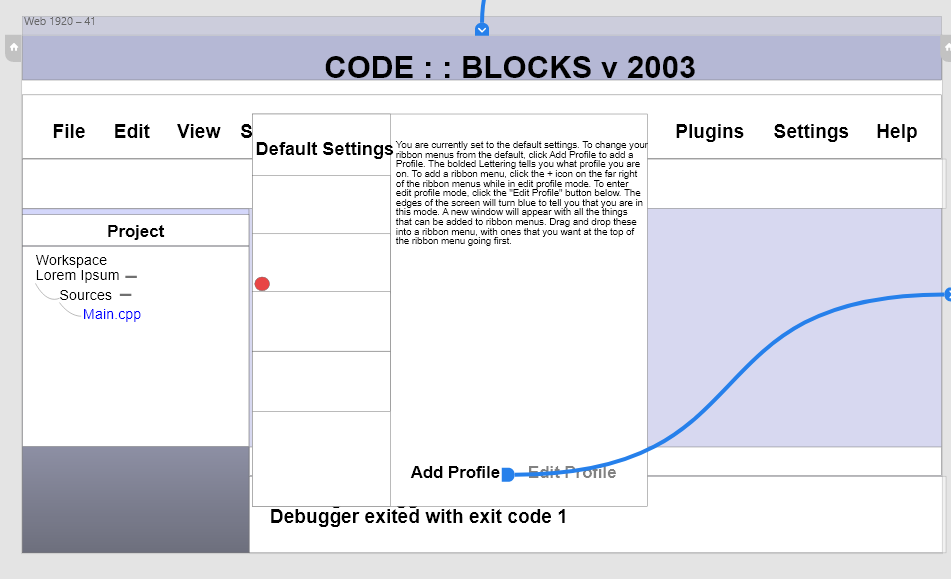 Web 1920 – 41
CODE : : BLOCKS v 2003
File Edit View S Plugins Settings Help
Default Settings
You are currently set to the default settings. To change your
ribbon menus from the default, click Add Profile to add a
Profile. The bolded Lettering tells you what profile you are
on. To add a ribbon menu, click the + icon on the far right
of the ribbon menus while in edit profile mode. To enter
edit profile mode, click the "Edit Profile" button below. The
edges of the screen will turn blue to tell you that you are in
this mode. A new window will appear with all the things
that can be added to ribbon menus. Drag and drop these
into a ribbon menu, with ones that you want at the top of
the ribbon menu going first.
Project
Workspace
Lorem Ipsum
Sources
Main.cpp
Add Profile Edit Profile
Debugger exited with exit code 1